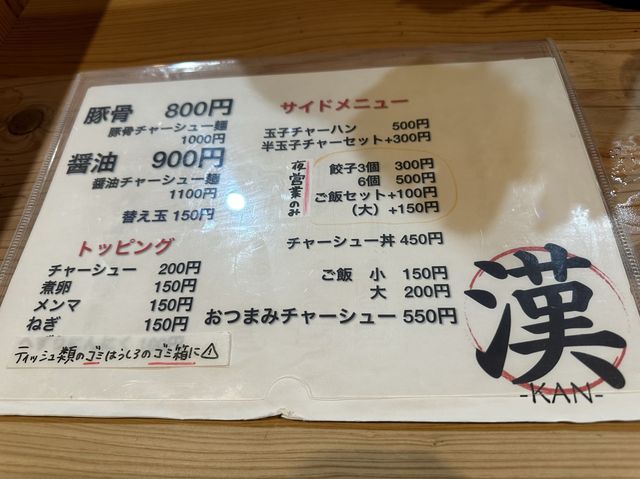 豚骨 800円
豚骨チャーシュー麺
1000円
醤油 900円
醤油チャーシュー麺
1100円
替え玉 150円
トッピング
チャーシュー 200円
煮卵 150円
メンマ 150円
ねぎ 150円
ティッシュ類のゴミはうしろのゴミ箱に⚠
サイドメニュー
玉子チャーハン 500円
半玉子チャーセット+300円
夜営業のみ
餃子3個 300円
6個 500円
ご飯セット+100円
(大) +150円
チャーシュー丼 450円
ご飯 小 150円
大 200円
おつまみチャーシュー 550円
漢
-KAN-